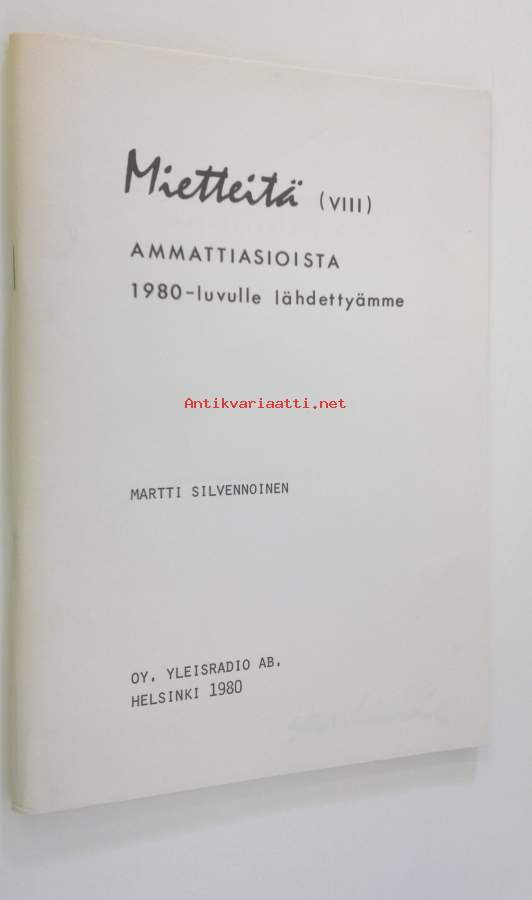 Mietteitä (VIII)
AMMATTIASIOISTA
1980-luvulle lähdettyämme
Antikvariaatti.net
MARTTI SILVENNOINEN
OY. YLEISRADIO AB.
HELSINKI 1980